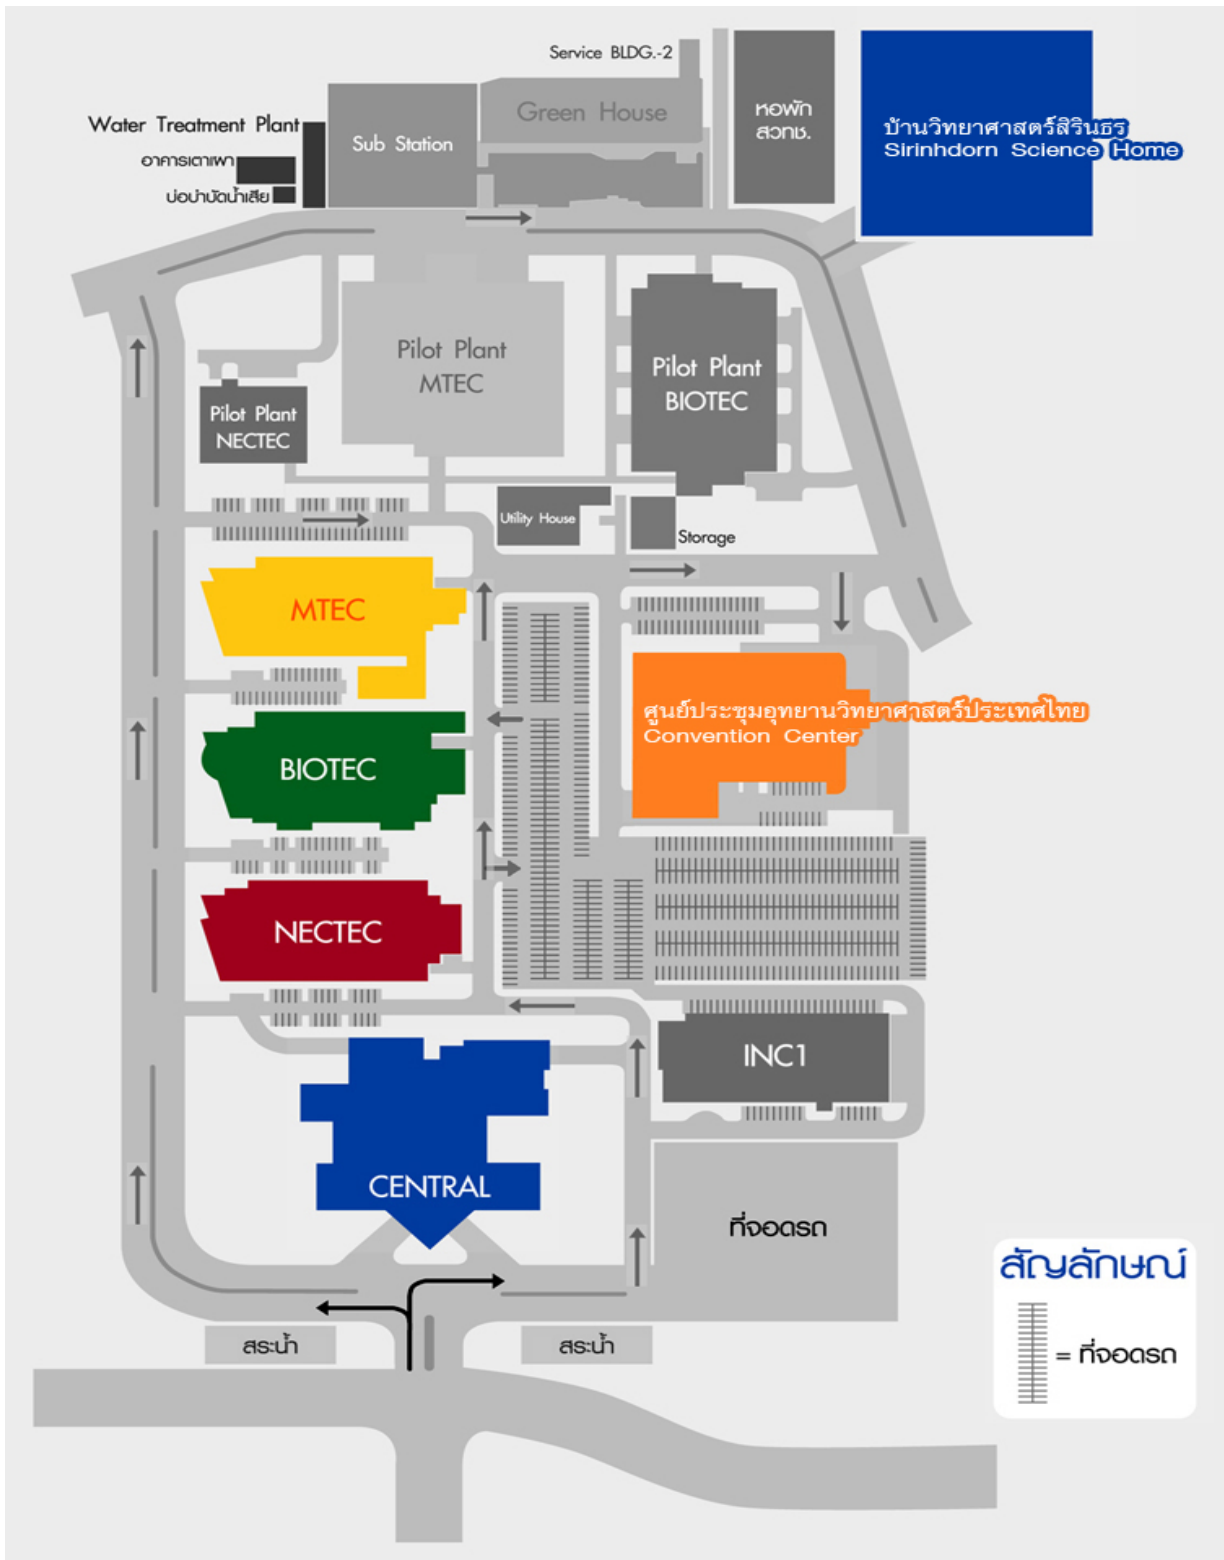 Service BLDG.-2
Green House
หอพัก
สวทช.
บ้านวิทยาศาสตร์สิรินธร
Sirinhdorn Science Home
Water Treatment Plant
Sub Station
อาคารเตาเผา
บ่อบำบัดน้ำเสีย
Pilot Plant
MTEC
Pilot Plant
BIOTEC
Pilot Plant
NECTEC
Utility House
Storage
MTEC
ศูนย์ประชุมอุทยานวิทยาศาสตร์ประเทศไทย
Convention Center
BIOTEC
NECTEC
INC1
CENTRAL
ที่จอดรถ
สัญลักษณ์
= ที่จอดรถ
สระน้ำ
สระน้ำ